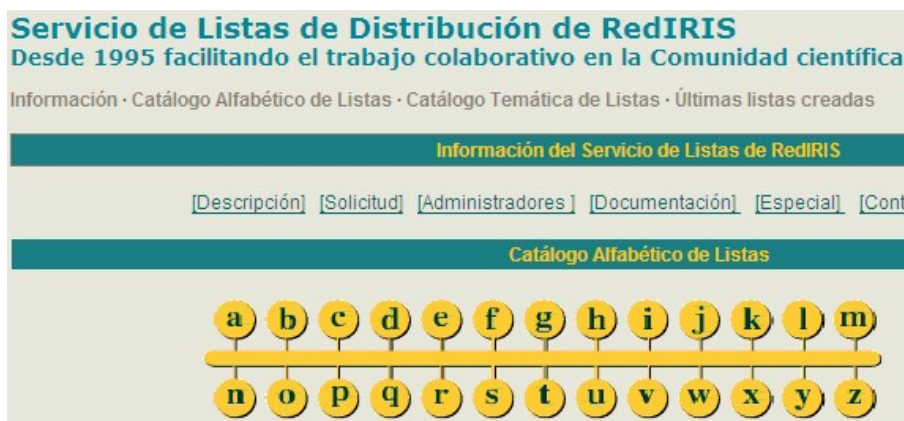 Servicio de Listas de Distribución de RedIRIS
Desde 1995 facilitando el trabajo colaborativo en la Comunidad científica
Información · Catálogo Alfabético de Listas · Catálogo Temática de Listas · Últimas listas creadas
Información del Servicio de Listas de RedIRIS
[Descripción] [Solicitud] [Administradores ] [Documentación] [Especial] [Cont
Catálogo Alfabético de Listas
a b c d e f g h i j k l m
n o p q r s t u v w x y z